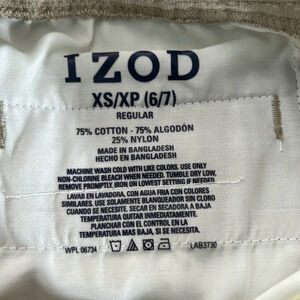 IZOD
XS/XP (6/7)
REGULAR
75% COTTON - 75% ALGODÓN
25% NYLON
MADE IN BANGLADESH
HECHO EN BANGLADESH
MACHINE WASH COLD WITH LIKE COLORS. USE ONLY
NON-CHLORINE BLEACH WHEN NEEDED. TUMBLE DRY LOW,
REMOVE PROMPTLY, IRON ON LOWEST SETTING IF NEEDED.
LAVAR EN LAVADORA, CON AGUA FRIA CON COLORES
SIMILARES. USE SOLAMENTE BLANQUEADOR SIN CLORO
CUANDO SE NECESITE. SECAR EN SECADORA A BAJA
TEMPERATURA QUITAR INMEDIATAMENTE.
PLANCHAR CON EL CONTROL EN LA
TEMPERATURA MAS BAJA, SI SE NECESITA.
WPL 06734 LAB3730